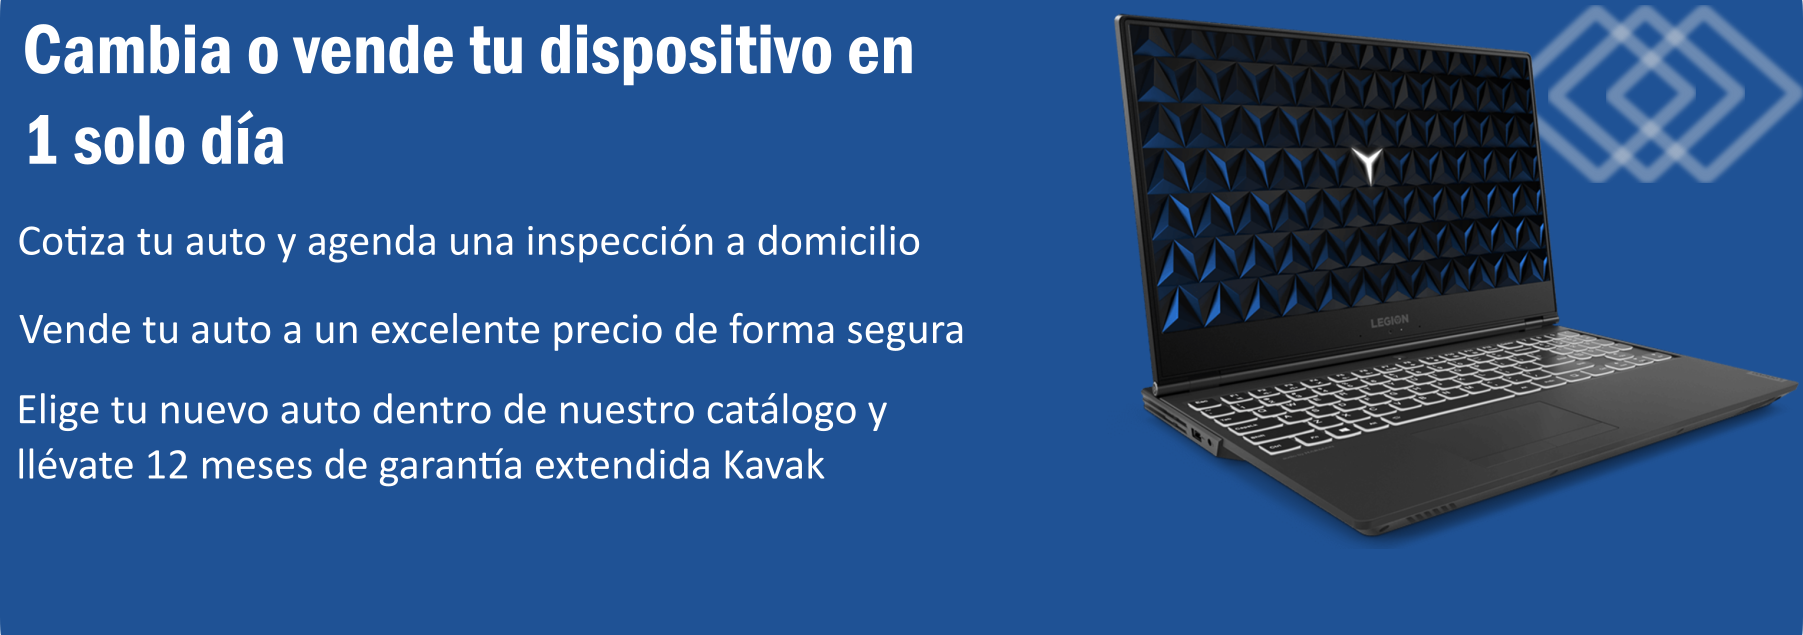 Cambia o vende tu dispositivo en
1 solo día
Cotiza tu auto y agenda una inspección a domicilio
Vende tu auto a un excelente precio de forma segura
Elige tu nuevo auto dentro de nuestro catálogo y
llévate 12 meses de garantía extendida Kavak
LEGION